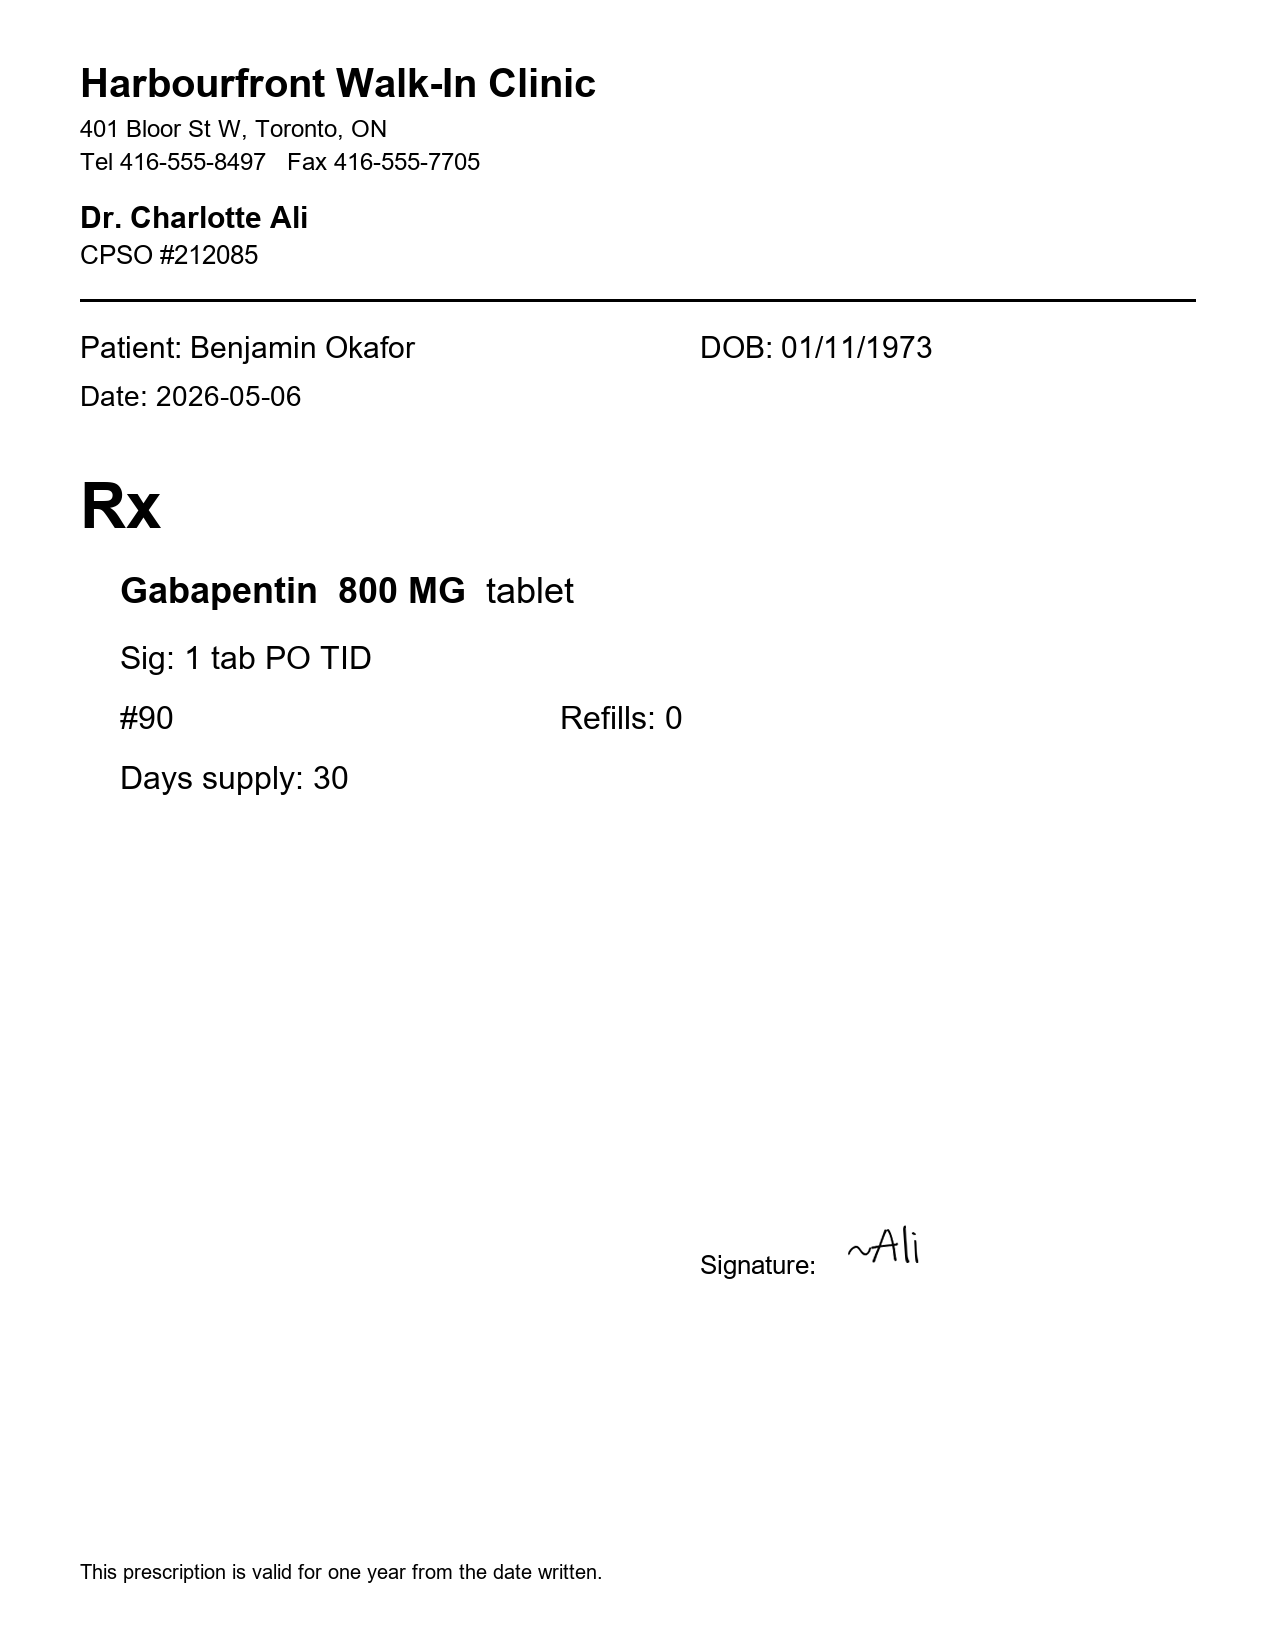 Harbourfront Walk-In Clinic
401 Bloor St W, Toronto, ON
Tel 416-555-8497 Fax 416-555-7705
Dr. Charlotte Ali
CPSO #212085
Patient: Benjamin Okafor DOB: 01/11/1973
Date: 2026-05-06
Rx
Gabapentin 800 MG tablet
Sig: 1 tab PO TID
#90 Refills: 0
Days supply: 30
Signature: ~Ali
This prescription is valid for one year from the date written.